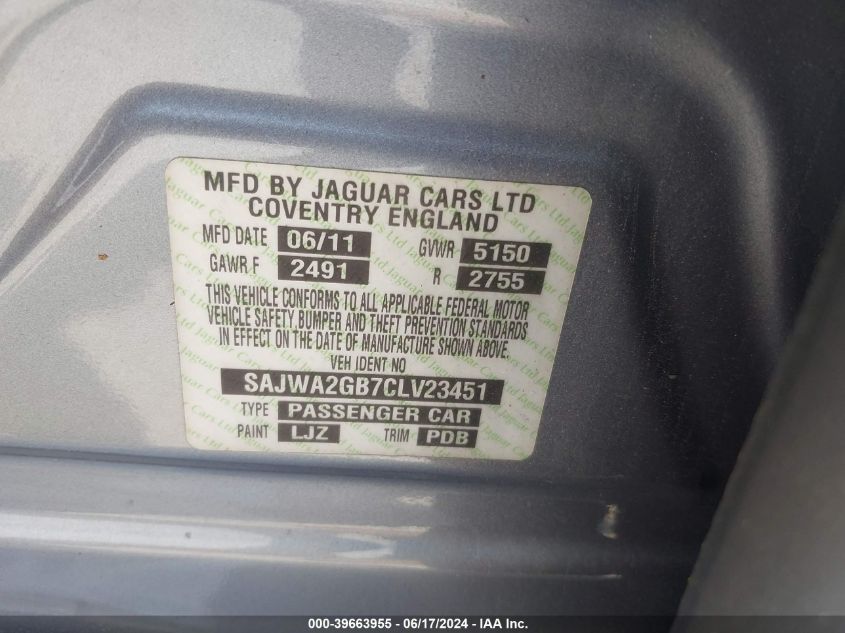 MFD BY JAGUAR CARS LTD
COVENTRY ENGLAND
MFD DATE 06/11 GVWR 5150
GAWR F 2491 R 2755
THIS VEHICLE CONFORMS TO ALL APPLICABLE FEDERAL MOTOR
VEHICLE SAFETY, BUMPER AND THEFT PREVENTION STANDARDS
IN EFFECT ON THE DATE OF MANUFACTURE SHOWN ABOVE.
VEH IDENT NO
SAJWA2GB7CLV23451
TYPE PASSENGER CAR
PAINT LJZ TRIM PDB
000-39663955 - 06/17/2024 - IAA Inc.